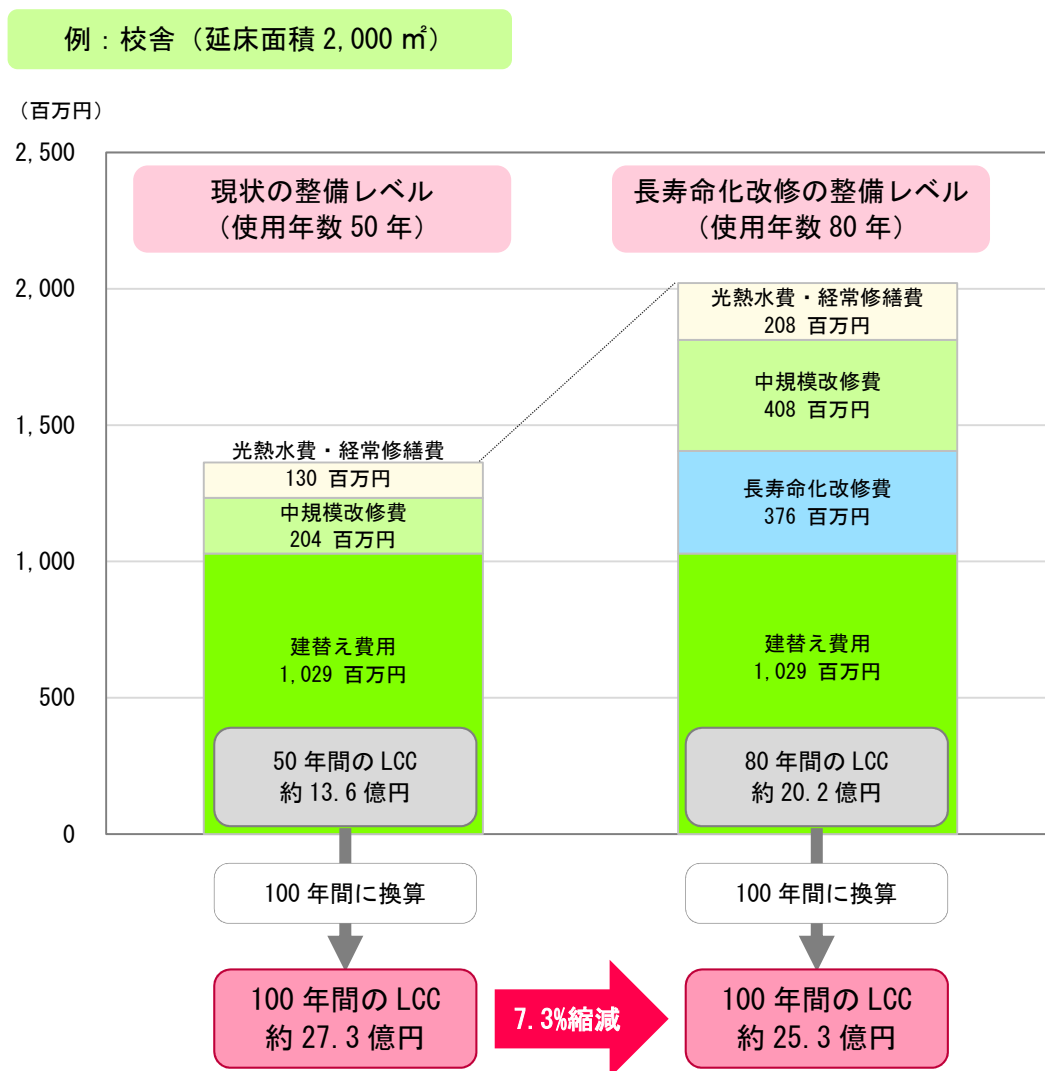 例：校舎（延床面積 2,000 ㎡）
（百万円）
2,500
2,000
1,500
1,000
500
0
現状の整備レベル
（使用年数 50 年）
光熱水費・経常修繕費
130 百万円
中規模改修費
204 百万円
建替え費用
1,029 百万円
50 年間の LCC
約 13.6 億円
100 年間に換算
100 年間の LCC
約 27.3 億円
7.3%縮減
長寿命化改修の整備レベル
（使用年数 80 年）
光熱水費・経常修繕費
208 百万円
中規模改修費
408 百万円
長寿命化改修費
376 百万円
建替え費用
1,029 百万円
80 年間の LCC
約 20.2 億円
100 年間に換算
100 年間の LCC
約 25.3 億円